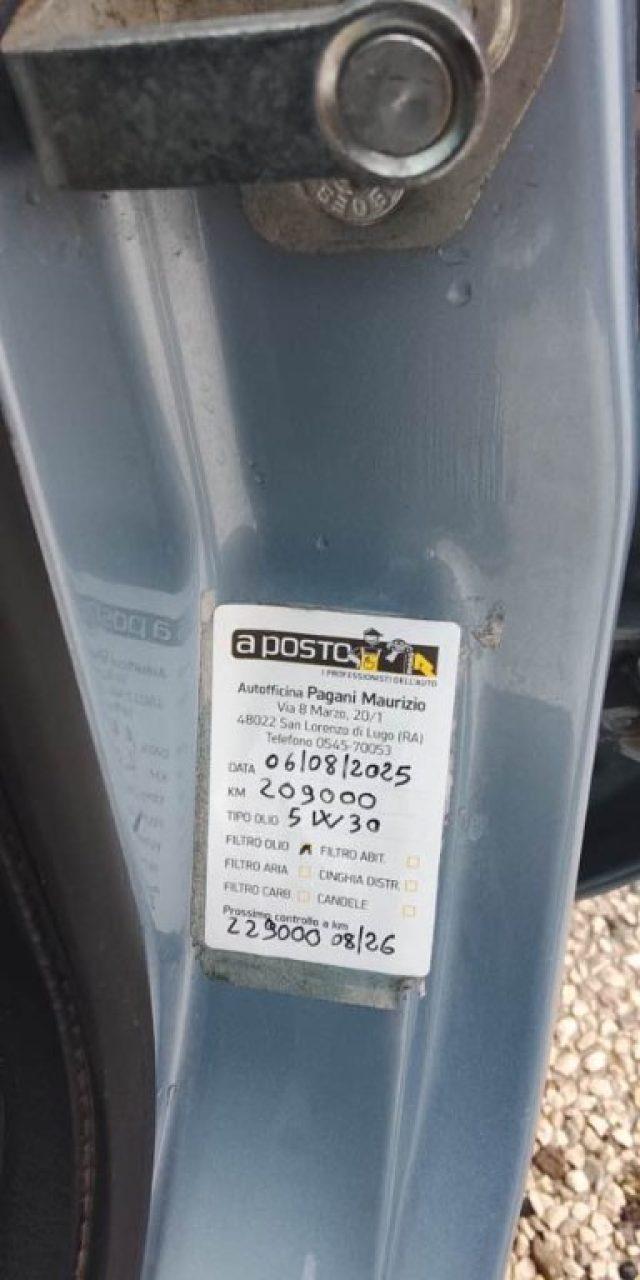 a posto
I PROFESSIONISTI DELL'AUTO
Autofficina Pagani Maurizio
Via 8 Marzo, 20/1
48022 San Lorenzo di Lugo (RA)
Telefono 0545-70053
DATA 06/08/2025
KM 209000
TIPO OLIO 5W30
FILTRO OLIO FILTRO ABIT.
FILTRO ARIA CINGHIA DISTR.
FILTRO CARB. CANDELE
Prossimo controllo a km
229000 08/26